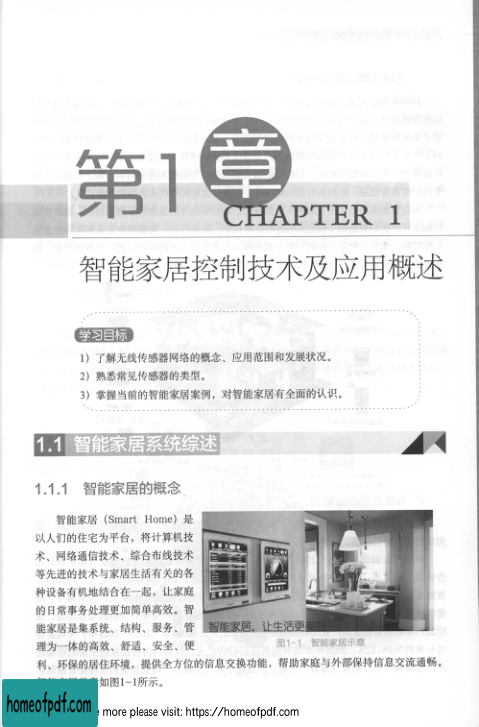 第1章
CHAPTER 1
智能家居控制技术及应用概述
学习目标
1）了解无线传感器网络的概念、应用范围和发展状况。
2）熟悉常见传感器的类型。
3）掌握当前的智能家居案例，对智能家居有全面的认识。
1.1 智能家居系统综述
1.1.1 智能家居的概念
智能家居（Smart Home）是
以人们的住宅为平台，将计算机技
术、网络通信技术、综合布线技术
等先进的技术与家居生活有关的各
种设备有机地结合在一起，让家庭
的日常事务处理更加简单高效。智
能家居是集系统、结构、服务、管
理为一体的高效、舒适、安全、便
智能家居，让生活更
图1-1 智能家居示意
利、环保的居住环境，提供全方位的信息交换功能，帮助家庭与外部保持信息交流通畅。
如图1-1所示。
homeofpdf.com
e more please visit: https://homeofpdf.com